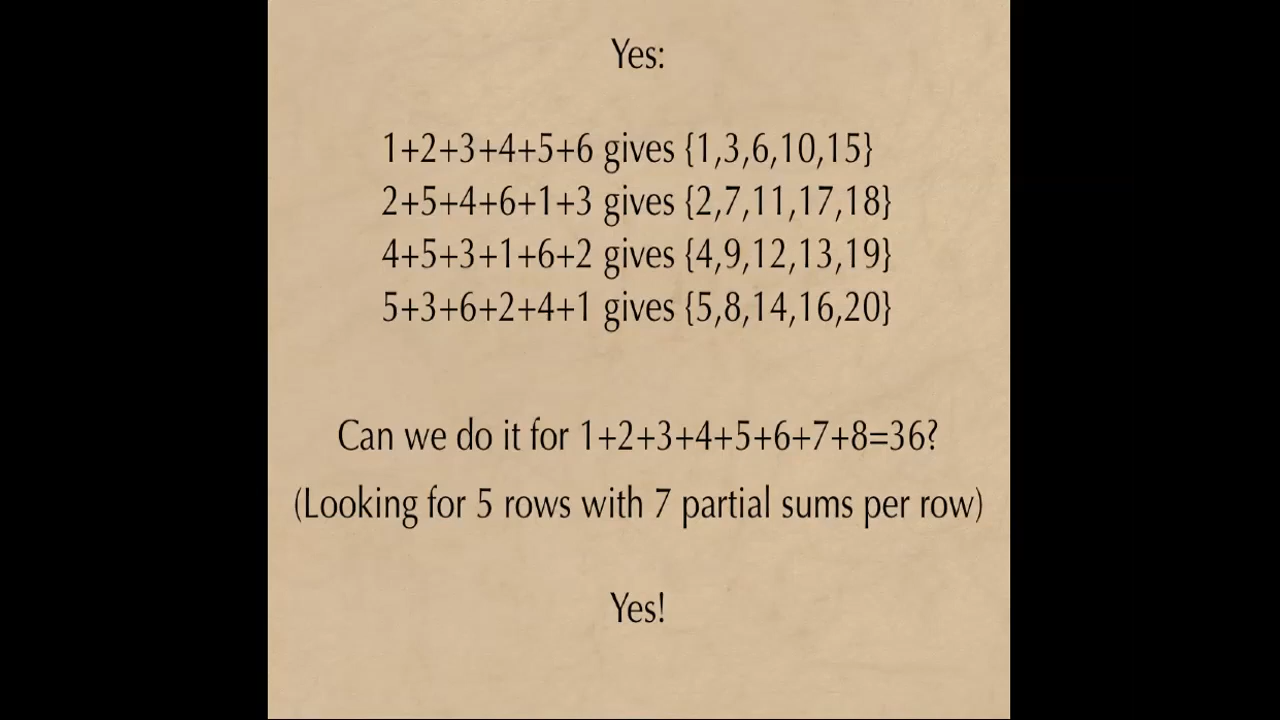 Yes:
1+2+3+4+5+6 gives {1,3,6,10,15}
2+5+4+6+1+3 gives {2,7,11,17,18}
4+5+3+1+6+2 gives {4,9,12,13,19}
5+3+6+2+4+1 gives {5,8,14,16,20}
Can we do it for 1+2+3+4+5+6+7+8=36?
(Looking for 5 rows with 7 partial sums per row)
Yes!